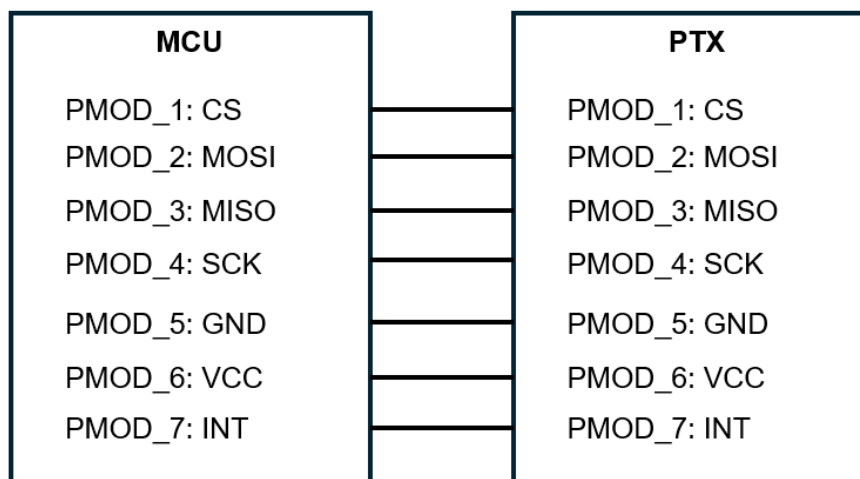 MCU
PMOD_1: CS
PMOD_2: MOSI
PMOD_3: MISO
PMOD_4: SCK
PMOD_5: GND
PMOD_6: VCC
PMOD_7: INT
PTX
PMOD_1: CS
PMOD_2: MOSI
PMOD_3: MISO
PMOD_4: SCK
PMOD_5: GND
PMOD_6: VCC
PMOD_7: INT